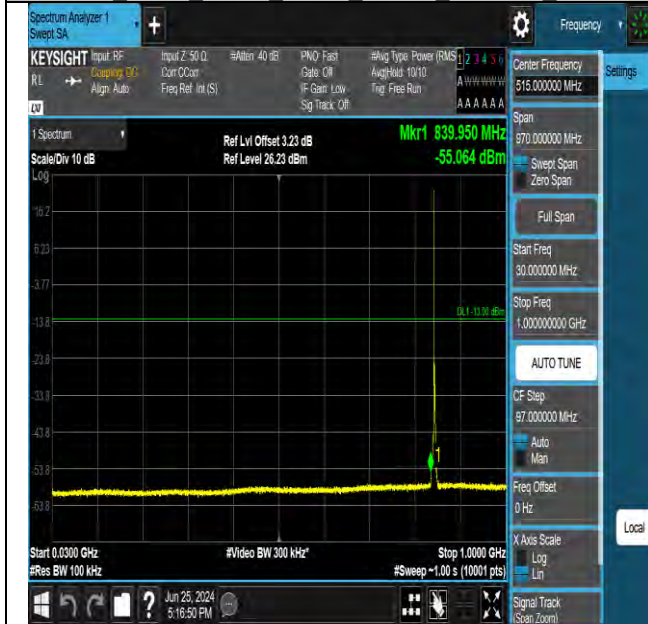 Spectrum Analyzer 1
Swept SA
+
Frequency
KEYSIGHT Input: RF
RL
Coupling: DC
Align: Auto
Input Z: 50 Ω
Corr CCorr
Freq Ref: Int (S)
#Atten: 40 dB
PNO: Fast
Gate: Off
IF Gain: Low
Sig Track: Off
#Avg Type: Power (RMS
Avg|Hold: 10/10
Trig: Free Run
1 2 3 4 5 6
A W W W W W
A A A A A A
LXI
Center Frequency
515.000000 MHz
Settings
Span
970.000000 MHz
Swept Span
Zero Span
Full Span
Start Freq
30.000000 MHz
Stop Freq
1.000000000 GHz
AUTO TUNE
CF Step
97.000000 MHz
Auto
Man
Freq Offset
0 Hz
X Axis Scale
Log
Lin
Local
Signal Track
(Span Zoom)
1 Spectrum
Scale/Div 10 dB
Log
Ref Lvl Offset 3.23 dB
Ref Level 26.23 dBm
Mkr1 839.950 MHz
-55.064 dBm
16.2
6.23
-3.77
DL1 -13.00 dBm
-13.8
-23.8
-33.8
-43.8
-53.8
-63.8
1
Start 0.0300 GHz
#Res BW 100 kHz
#Video BW 300 kHz*
Stop 1.0000 GHz
#Sweep ~1.00 s (10001 pts)
?
Jun 25, 2024
5:16:50 PM